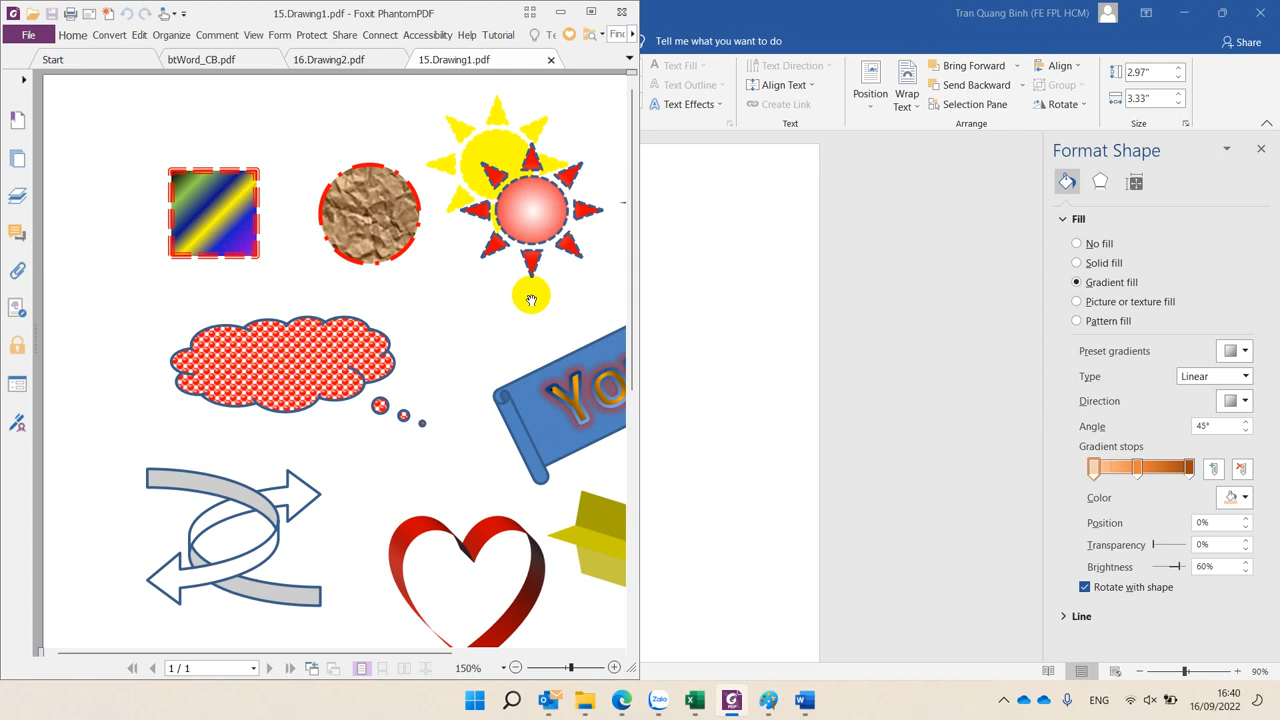 15.Drawing1.pdf - Foxit PhantomPDF
Tran Quang Binh (FE FPL HCM)
File Home Convert Edit Organize Comment View Form Protect Share Connect Accessibility Help Tutorial Find
Tell me what you want to do
Share
Start btWord_CB.pdf 16.Drawing2.pdf 15.Drawing1.pdf
Text Fill
Text Outline
Text Effects
Text Direction
Align Text
Create Link
Text
Position
Wrap Text
Bring Forward
Send Backward
Selection Pane
Align
Group
Rotate
Arrange
2.97"
3.33"
Size
Format Shape
Fill
No fill
Solid fill
Gradient fill
Picture or texture fill
Pattern fill
Preset gradients
Type Linear
Direction
Angle 45°
Gradient stops
Color
Position 0%
Transparency 0%
Brightness 60%
Rotate with shape
Line
1 / 1
150%
90%
Zalo
PDF
ENG
16:40
16/09/2022